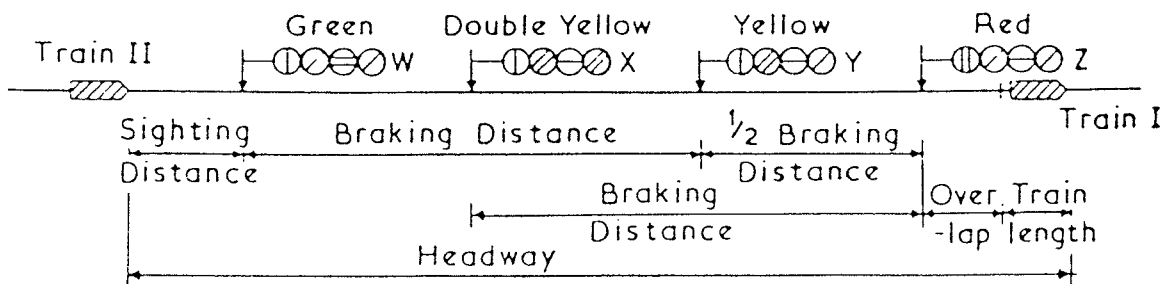 Green
Double Yellow
Yellow
Red
Train II
W
X
Y
Z
Train I
Sighting Distance
Braking Distance
1/2 Braking Distance
Braking Distance
Over -lap
Train length
Headway